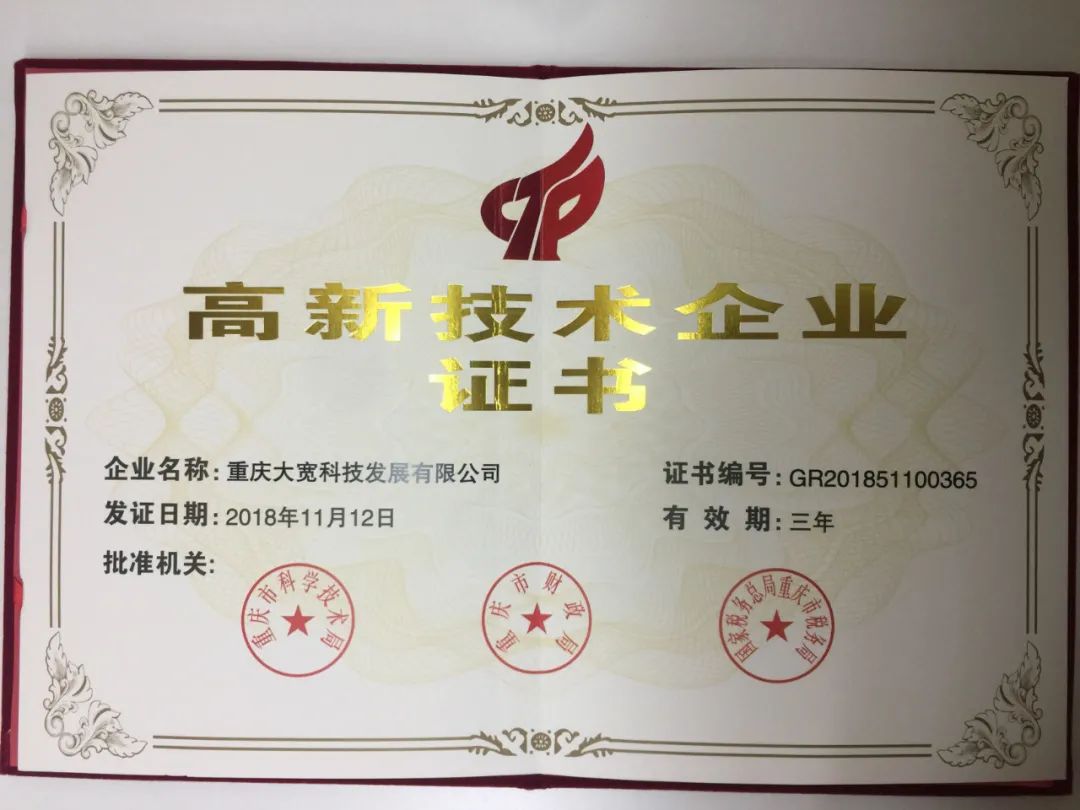 高新技术企业
证书
企业名称：重庆大宽科技发展有限公司
证书编号：GR201851100365
发证日期：2018年11月12日
有效期：三年
批准机关：
重庆市科学技术局
重庆市财政局
国家税务总局重庆市税务局